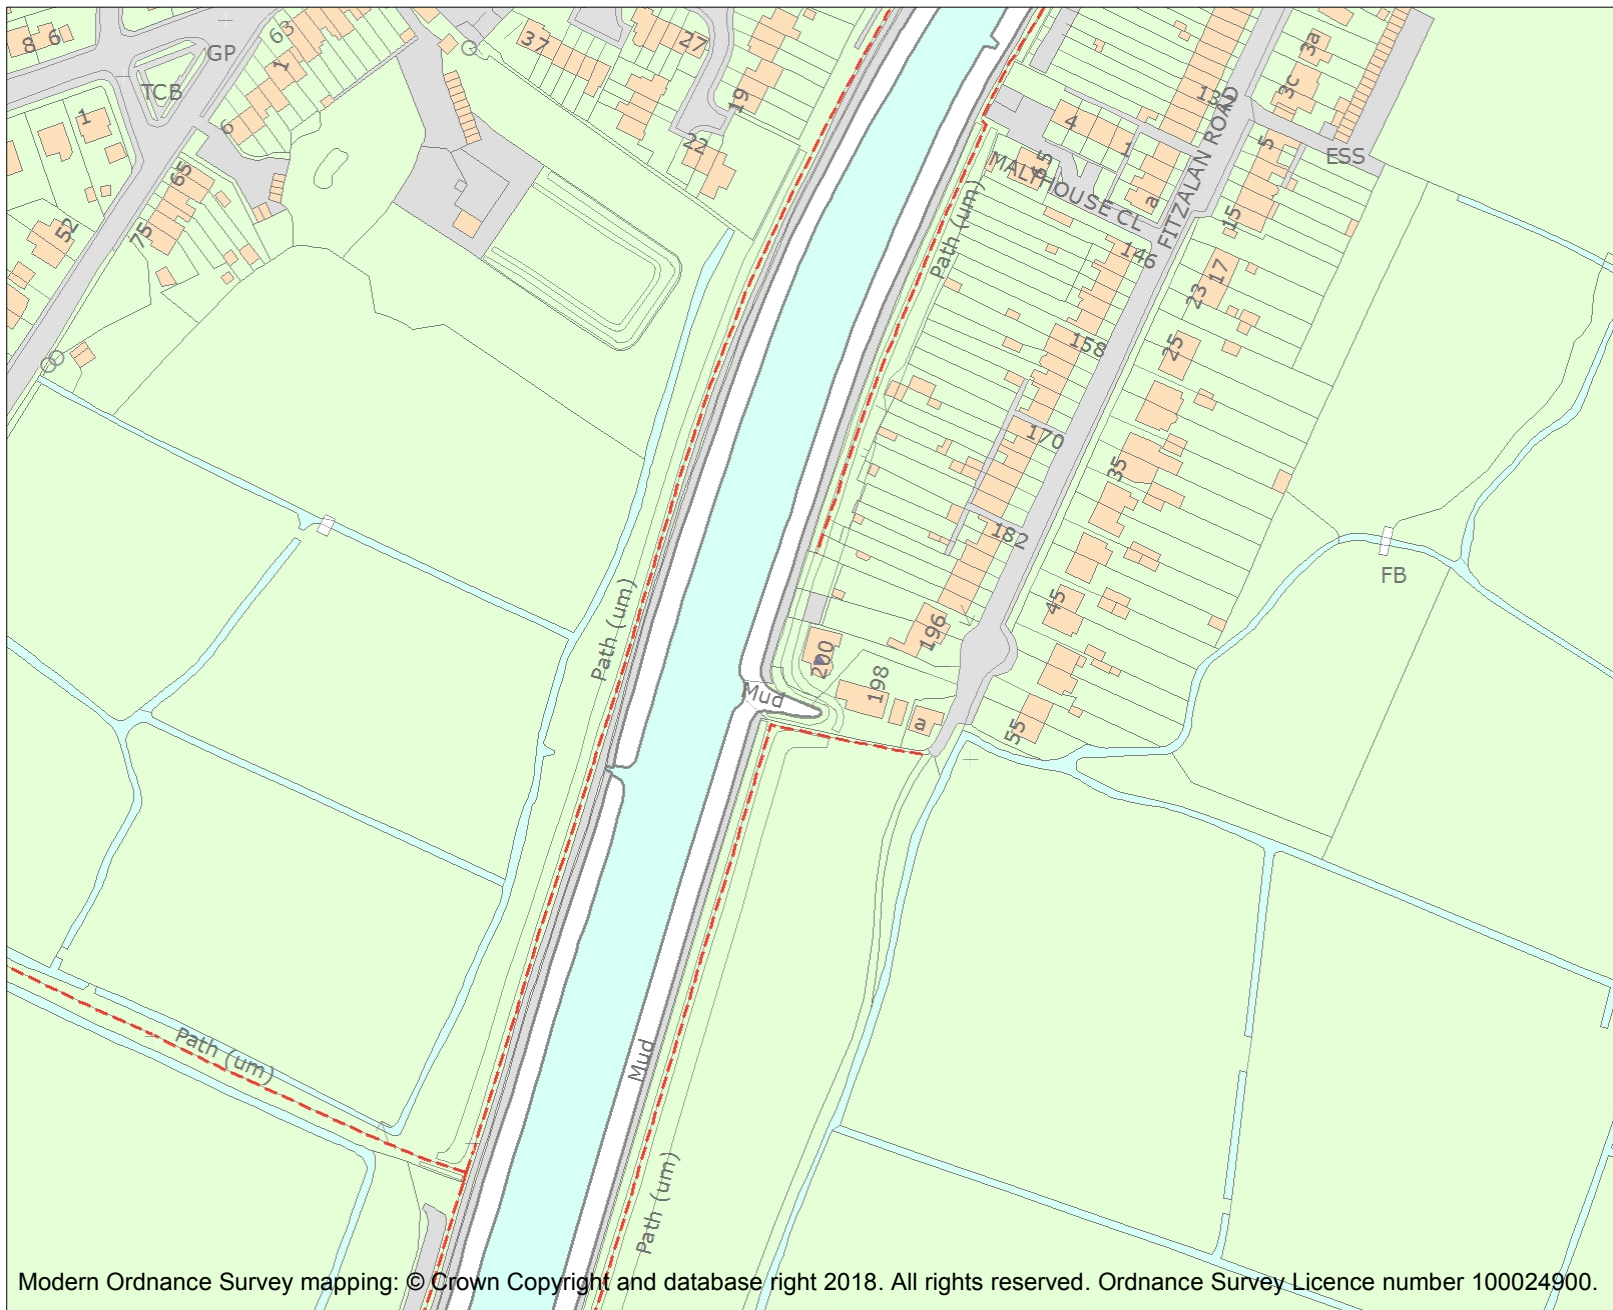 8 6
GP
63
1
TCB
1
6
65
75
52
37
27
19
22
132
FITZALAN ROAD
3a
3c
5
ESS
4
1
65
MALTHOUSE CL
a
15
Path (um)
146
17
23
158
25
170
35
182
FB
45
Path (um)
196
200
198
Mud
a
55
Path (um)
Mud
Path (um)
Modern Ordnance Survey mapping: © Crown Copyright and database right 2018. All rights reserved. Ordnance Survey Licence number 100024900.